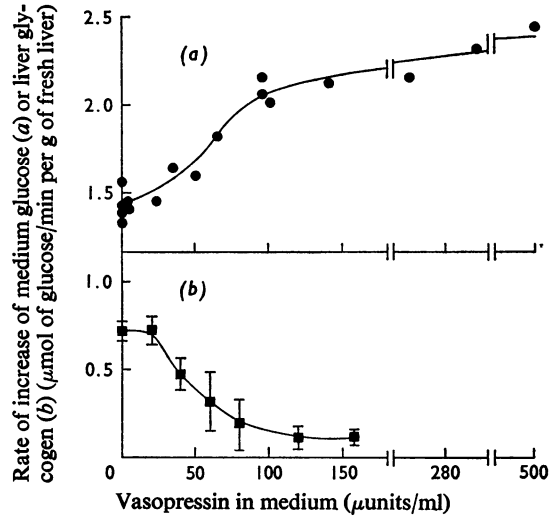 Rate of increase of medium glucose (a) or liver gly-
cogen (b) (μmol of glucose/min per g of fresh liver)
2.5
(a)
2.0
1.5
1.0
(b)
0.5
0
50
100
150
280
500
Vasopressin in medium (μunits/ml)